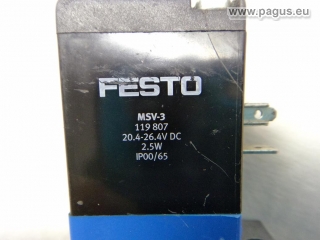 © www.pagus.eu
FESTO
MSV-3
119 807
20.4-26.4V DC
2.5W
IP00/65